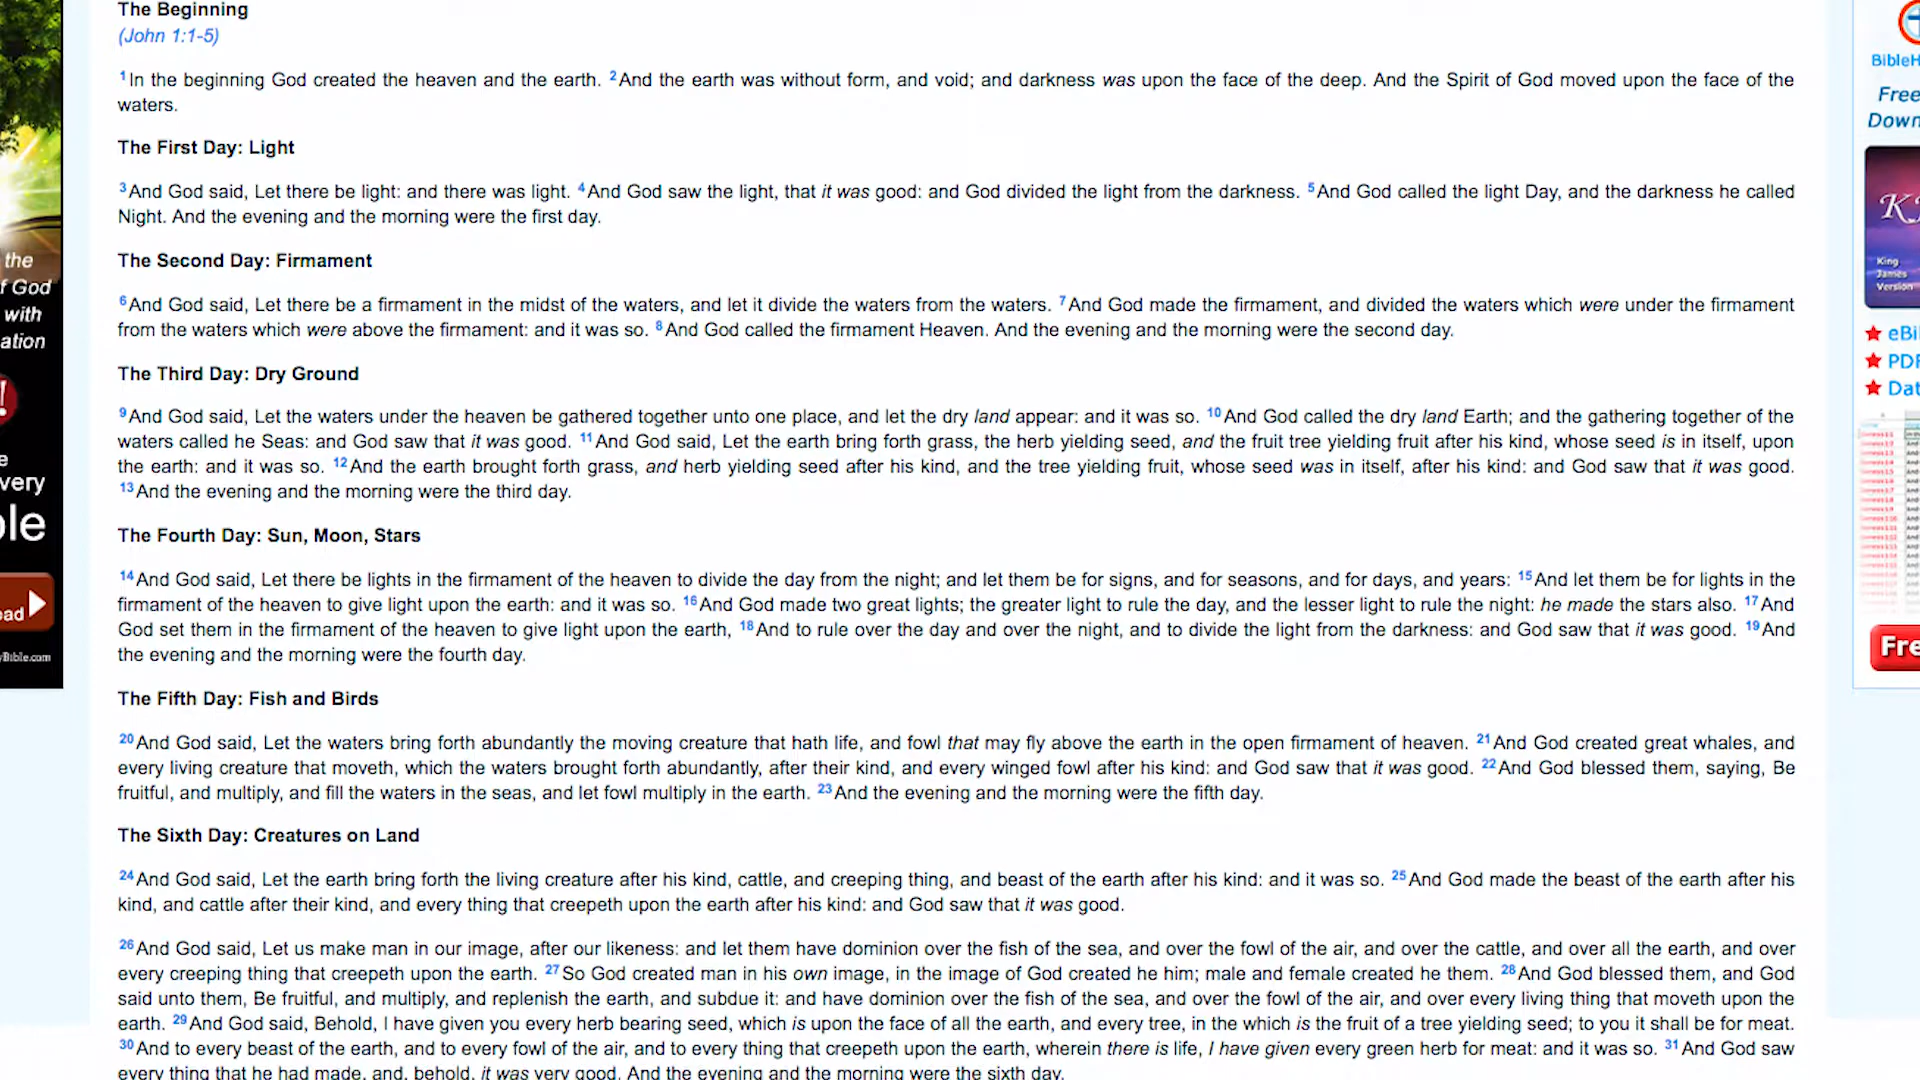 The Beginning
(John 1:1-5)
1 In the beginning God created the heaven and the earth. 2 And the earth was without form, and void; and darkness was upon the face of the deep. And the Spirit of God moved upon the face of the
waters.
The First Day: Light
3 And God said, Let there be light: and there was light. 4 And God saw the light, that it was good: and God divided the light from the darkness. 5 And God called the light Day, and the darkness he called
Night. And the evening and the morning were the first day.
The Second Day: Firmament
6 And God said, Let there be a firmament in the midst of the waters, and let it divide the waters from the waters. 7 And God made the firmament, and divided the waters which were under the firmament
from the waters which were above the firmament: and it was so. 8 And God called the firmament Heaven. And the evening and the morning were the second day.
The Third Day: Dry Ground
9 And God said, Let the waters under the heaven be gathered together unto one place, and let the dry land appear: and it was so. 10 And God called the dry land Earth; and the gathering together of the
waters called he Seas: and God saw that it was good. 11 And God said, Let the earth bring forth grass, the herb yielding seed, and the fruit tree yielding fruit after his kind, whose seed is in itself, upon
the earth: and it was so. 12 And the earth brought forth grass, and herb yielding seed after his kind, and the tree yielding fruit, whose seed was in itself, after his kind: and God saw that it was good.
13 And the evening and the morning were the third day.
The Fourth Day: Sun, Moon, Stars
14 And God said, Let there be lights in the firmament of the heaven to divide the day from the night; and let them be for signs, and for seasons, and for days, and years: 15 And let them be for lights in the
firmament of the heaven to give light upon the earth: and it was so. 16 And God made two great lights; the greater light to rule the day, and the lesser light to rule the night: he made the stars also. 17 And
God set them in the firmament of the heaven to give light upon the earth, 18 And to rule over the day and over the night, and to divide the light from the darkness: and God saw that it was good. 19 And
the evening and the morning were the fourth day.
The Fifth Day: Fish and Birds
20 And God said, Let the waters bring forth abundantly the moving creature that hath life, and fowl that may fly above the earth in the open firmament of heaven. 21 And God created great whales, and
every living creature that moveth, which the waters brought forth abundantly, after their kind, and every winged fowl after his kind: and God saw that it was good. 22 And God blessed them, saying, Be
fruitful, and multiply, and fill the waters in the seas, and let fowl multiply in the earth. 23 And the evening and the morning were the fifth day.
The Sixth Day: Creatures on Land
24 And God said, Let the earth bring forth the living creature after his kind, cattle, and creeping thing, and beast of the earth after his kind: and it was so. 25 And God made the beast of the earth after his
kind, and cattle after their kind, and every thing that creepeth upon the earth after his kind: and God saw that it was good.
26 And God said, Let us make man in our image, after our likeness: and let them have dominion over the fish of the sea, and over the fowl of the air, and over the cattle, and over all the earth, and over
every creeping thing that creepeth upon the earth. 27 So God created man in his own image, in the image of God created he him; male and female created he them. 28 And God blessed them, and God
said unto them, Be fruitful, and multiply, and replenish the earth, and subdue it: and have dominion over the fish of the sea, and over the fowl of the air, and over every living thing that moveth upon the
earth. 29 And God said, Behold, I have given you every herb bearing seed, which is upon the face of all the earth, and every tree, in the which is the fruit of a tree yielding seed; to you it shall be for meat.
30 And to every beast of the earth, and to every fowl of the air, and to every thing that creepeth upon the earth, wherein there is life, I have given every green herb for meat: and it was so. 31 And God saw
every thing that he had made, and, behold, it was very good. And the evening and the morning were the sixth day.
the
f God
with
ation
!
e
very
ble
ad
yBible.com
BibleH
Free
Down
K
King
James
Version
eBi
PDF
Dat
Fre